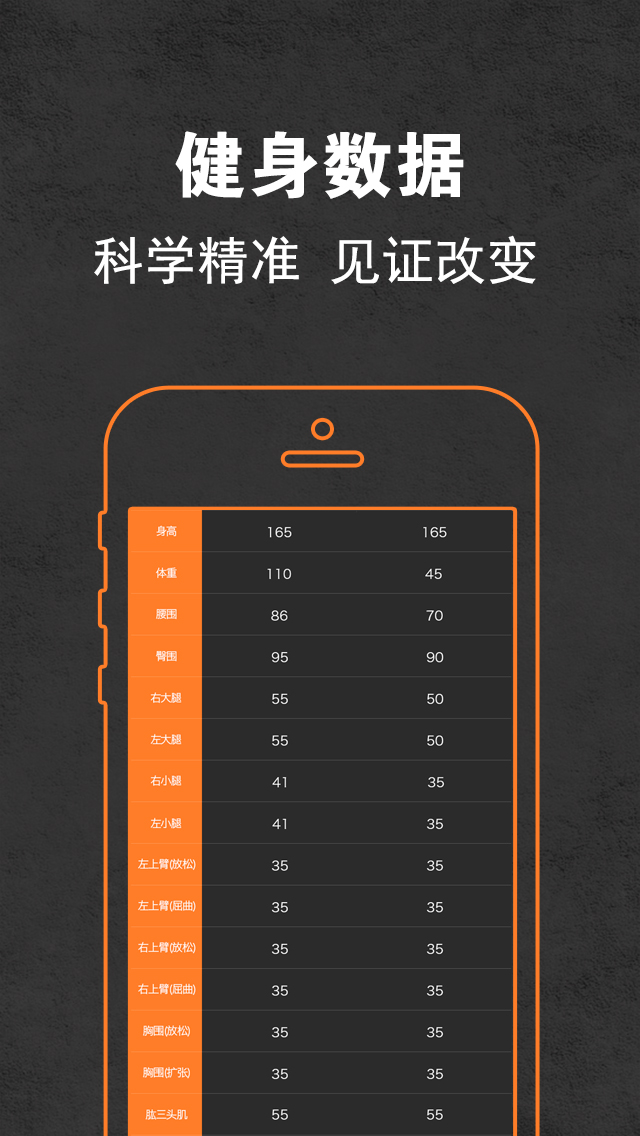 健身数据
科学精准 见证改变
身高 165 165
体重 110 45
腰围 86 70
臀围 95 90
右大腿 55 50
左大腿 55 50
右小腿 41 35
左小腿 41 35
左上臂(放松) 35 35
左上臂(屈曲) 35 35
右上臂(放松) 35 35
右上臂(屈曲) 35 35
胸围(放松) 35 35
胸围(扩张) 35 35
肱三头肌 55 55